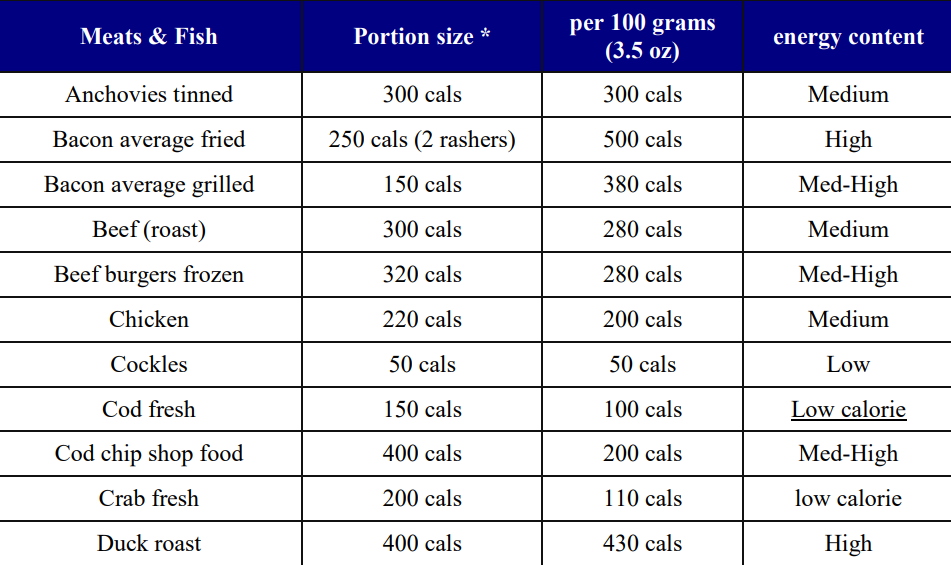 Meats & Fish Portion size * per 100 grams (3.5 oz) energy content
Anchovies tinned 300 cals 300 cals Medium
Bacon average fried 250 cals (2 rashers) 500 cals High
Bacon average grilled 150 cals 380 cals Med-High
Beef (roast) 300 cals 280 cals Medium
Beef burgers frozen 320 cals 280 cals Med-High
Chicken 220 cals 200 cals Medium
Cockles 50 cals 50 cals Low
Cod fresh 150 cals 100 cals Low calorie
Cod chip shop food 400 cals 200 cals Med-High
Crab fresh 200 cals 110 cals low calorie
Duck roast 400 cals 430 cals High